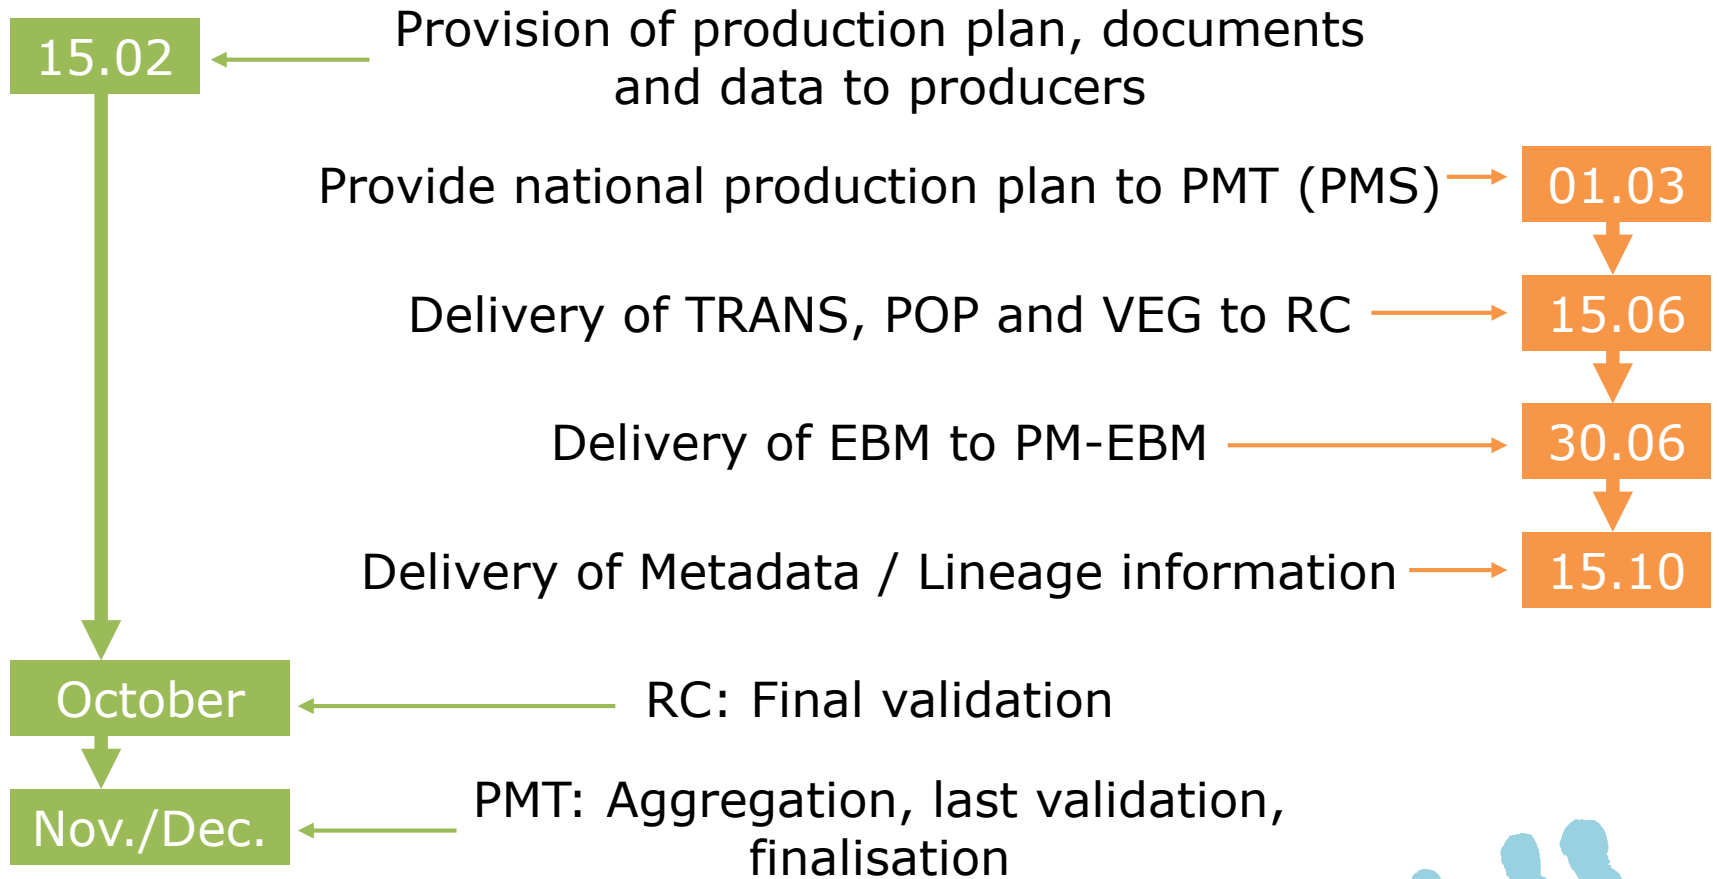 15.02
Provision of production plan, documents
and data to producers
Provide national production plan to PMT (PMS)
01.03
Delivery of TRANS, POP and VEG to RC
15.06
Delivery of EBM to PM-EBM
30.06
Delivery of Metadata / Lineage information
15.10
October
RC: Final validation
Nov./Dec.
PMT: Aggregation, last validation,
finalisation